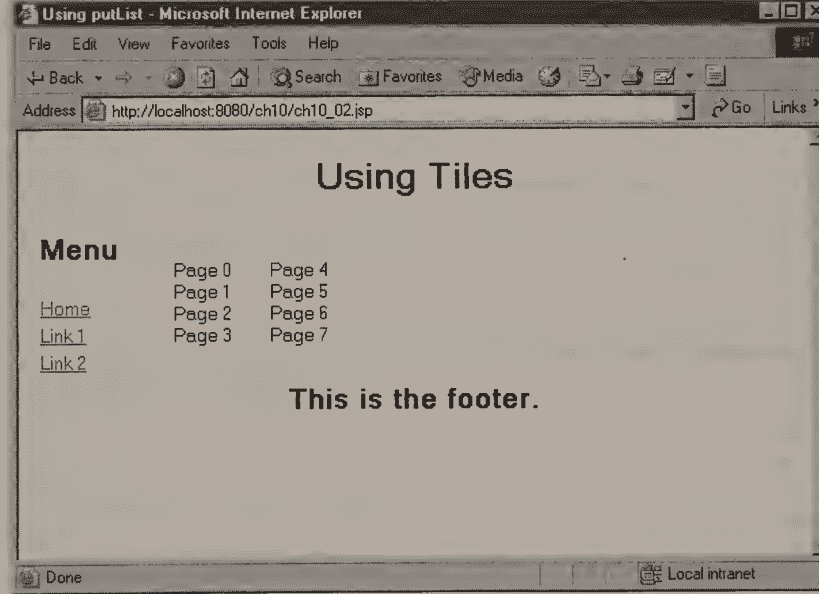 Using putList - Microsoft Internet Explorer
File Edit View Favorites Tools Help
Back Search Favorites Media
Address http://localhost:8080/ch10/ch10_02.jsp Go Links
Using Tiles
Menu
Page 0 Page 4
Page 1 Page 5
Home Page 2 Page 6
Link 1 Page 3 Page 7
Link 2
This is the footer.
Done Local intranet